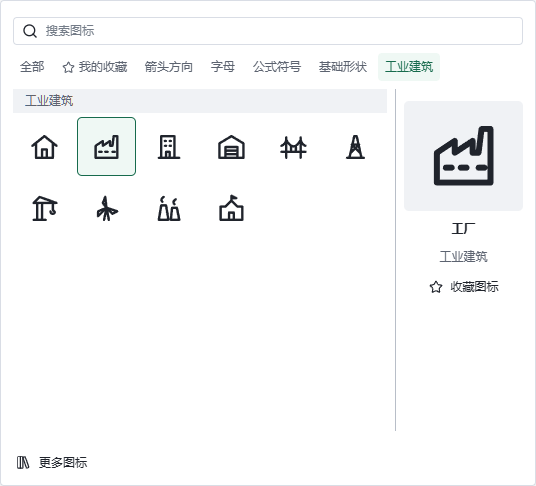 搜索图标
全部 我的收藏 箭头方向 字母 公式符号 基础形状 工业建筑
工业建筑
工厂
工业建筑
收藏图标
更多图标